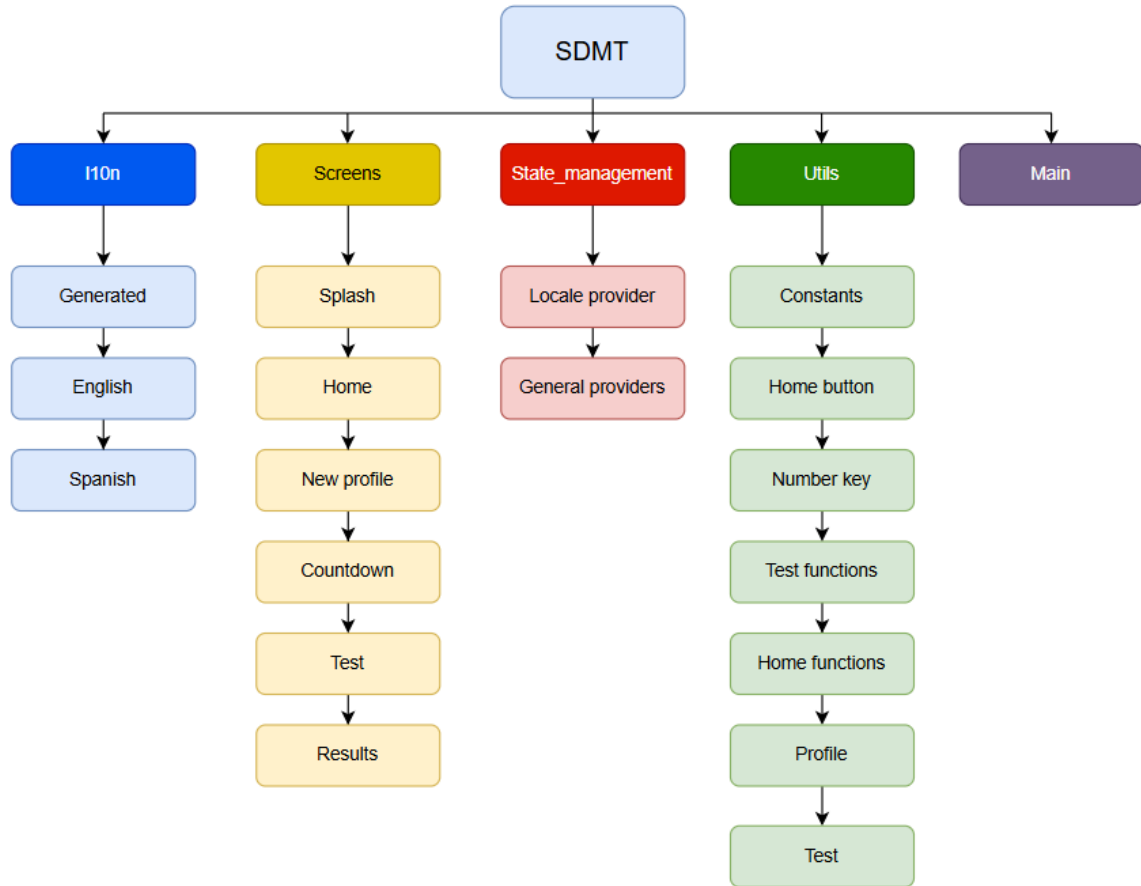 SDMT
I10n
Screens
State_management
Utils
Main
Generated
Splash
Locale provider
Constants
English
Home
General providers
Home button
Spanish
New profile
Number key
Countdown
Test functions
Test
Home functions
Results
Profile
Test